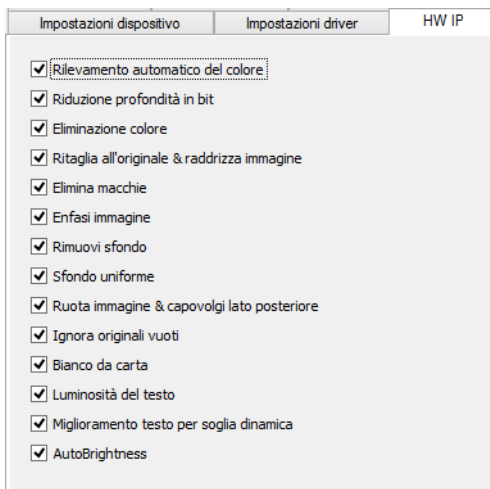 Impostazioni dispositivo Impostazioni driver HW IP
Rilevamento automatico del colore
Riduzione profondità in bit
Eliminazione colore
Ritaglia all'originale & raddrizza immagine
Elimina macchie
Enfasi immagine
Rimuovi sfondo
Sfondo uniforme
Ruota immagine & capovolgi lato posteriore
Ignora originali vuoti
Bianco da carta
Luminosità del testo
Miglioramento testo per soglia dinamica
AutoBrightness